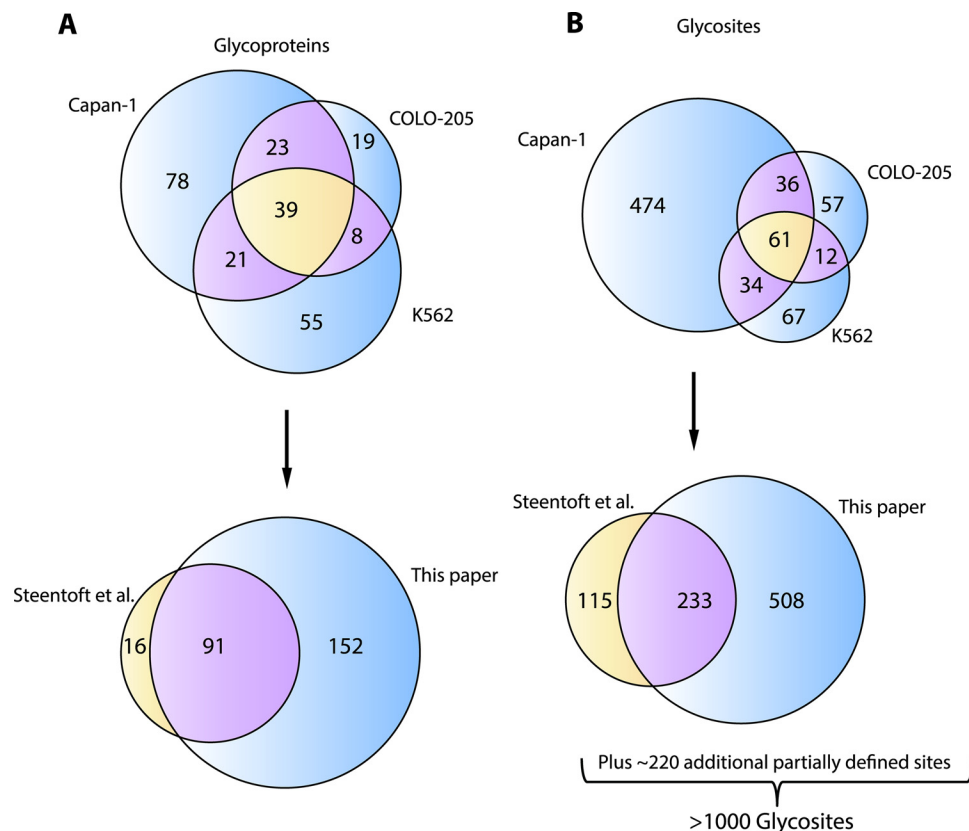 A
Glycoproteins
Capan-1
COLO-205
23
19
78
39
8
21
55
K562
Steentoft et al.
This paper
16
91
152
B
Glycosites
Capan-1
COLO-205
36
57
474
61
12
34
67
K562
Steentoft et al.
This paper
115
233
508
Plus ~220 additional partially defined sites
>1000 Glycosites